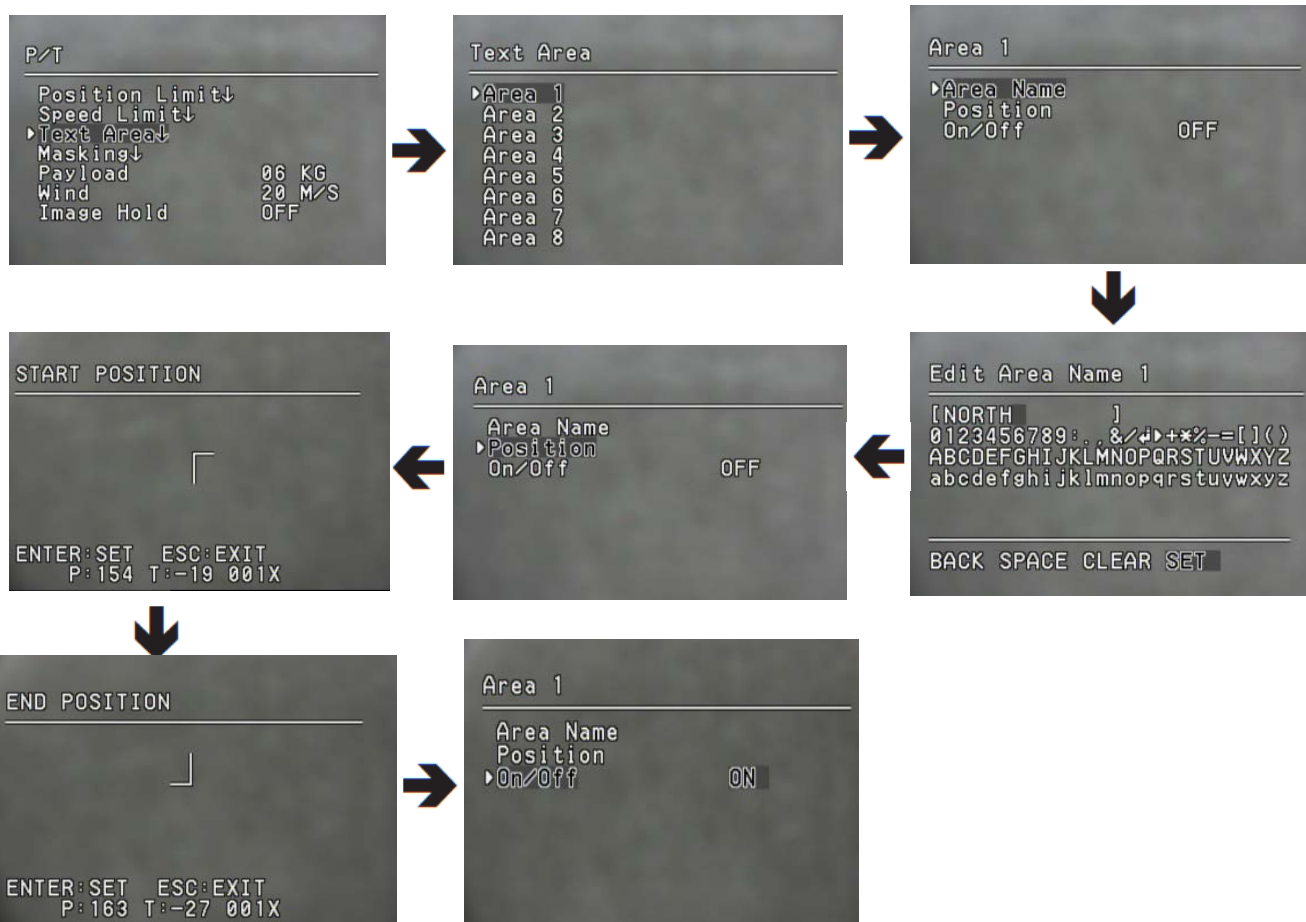 P/T
Position Limit↓
Speed Limit↓
▶Text Area↓
Masking↓
Payload 06 KG
Wind 20 M/S
Image Hold OFF
Text Area
▶Area 1
Area 2
Area 3
Area 4
Area 5
Area 6
Area 7
Area 8
Area 1
▶Area Name
Position
On/Off OFF
Edit Area Name 1
[NORTH ]
0123456789:.,&/↲▶+*%-=[]()
ABCDEFGHIJKLMNOPQRSTUVWXYZ
abcdefghijklmnopqrstuvwxyz
BACK SPACE CLEAR SET
Area 1
Area Name
▶Position
On/Off OFF
START POSITION
ENTER:SET ESC:EXIT
P:154 T:-19 001X
END POSITION
ENTER:SET ESC:EXIT
P:163 T:-27 001X
Area 1
Area Name
Position
▶On/Off ON